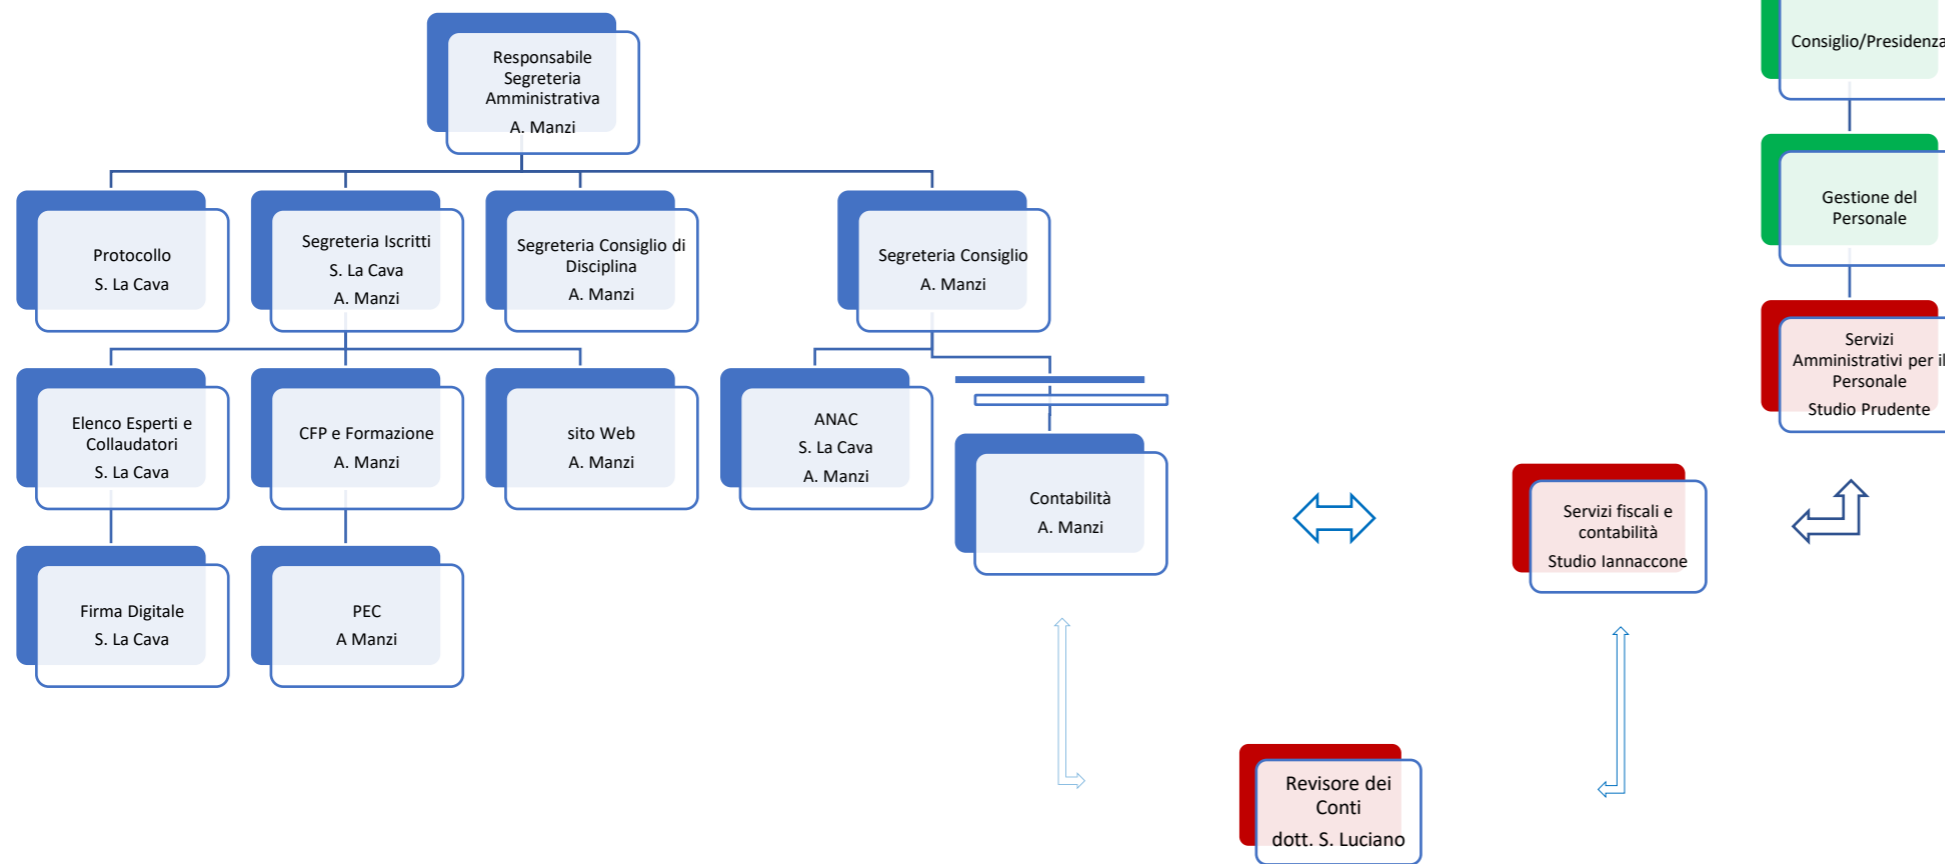 Responsabile
Segreteria
Amministrativa
A. Manzi
Consiglio/Presidenza
Protocollo
S. La Cava
Segreteria Iscritti
S. La Cava
A. Manzi
Segreteria Consiglio di
Disciplina
A. Manzi
Segreteria Consiglio
A. Manzi
Gestione del
Personale
Elenco Esperti e
Collaudatori
S. La Cava
CFP e Formazione
A. Manzi
sito Web
A. Manzi
ANAC
S. La Cava
A. Manzi
Contabilità
A. Manzi
Servizi
Amministrativi per il
Personale
Studio Prudente
Servizi fiscali e
contabilità
Studio Iannaccone
Firma Digitale
S. La Cava
PEC
A Manzi
Revisore dei
Conti
dott. S. Luciano